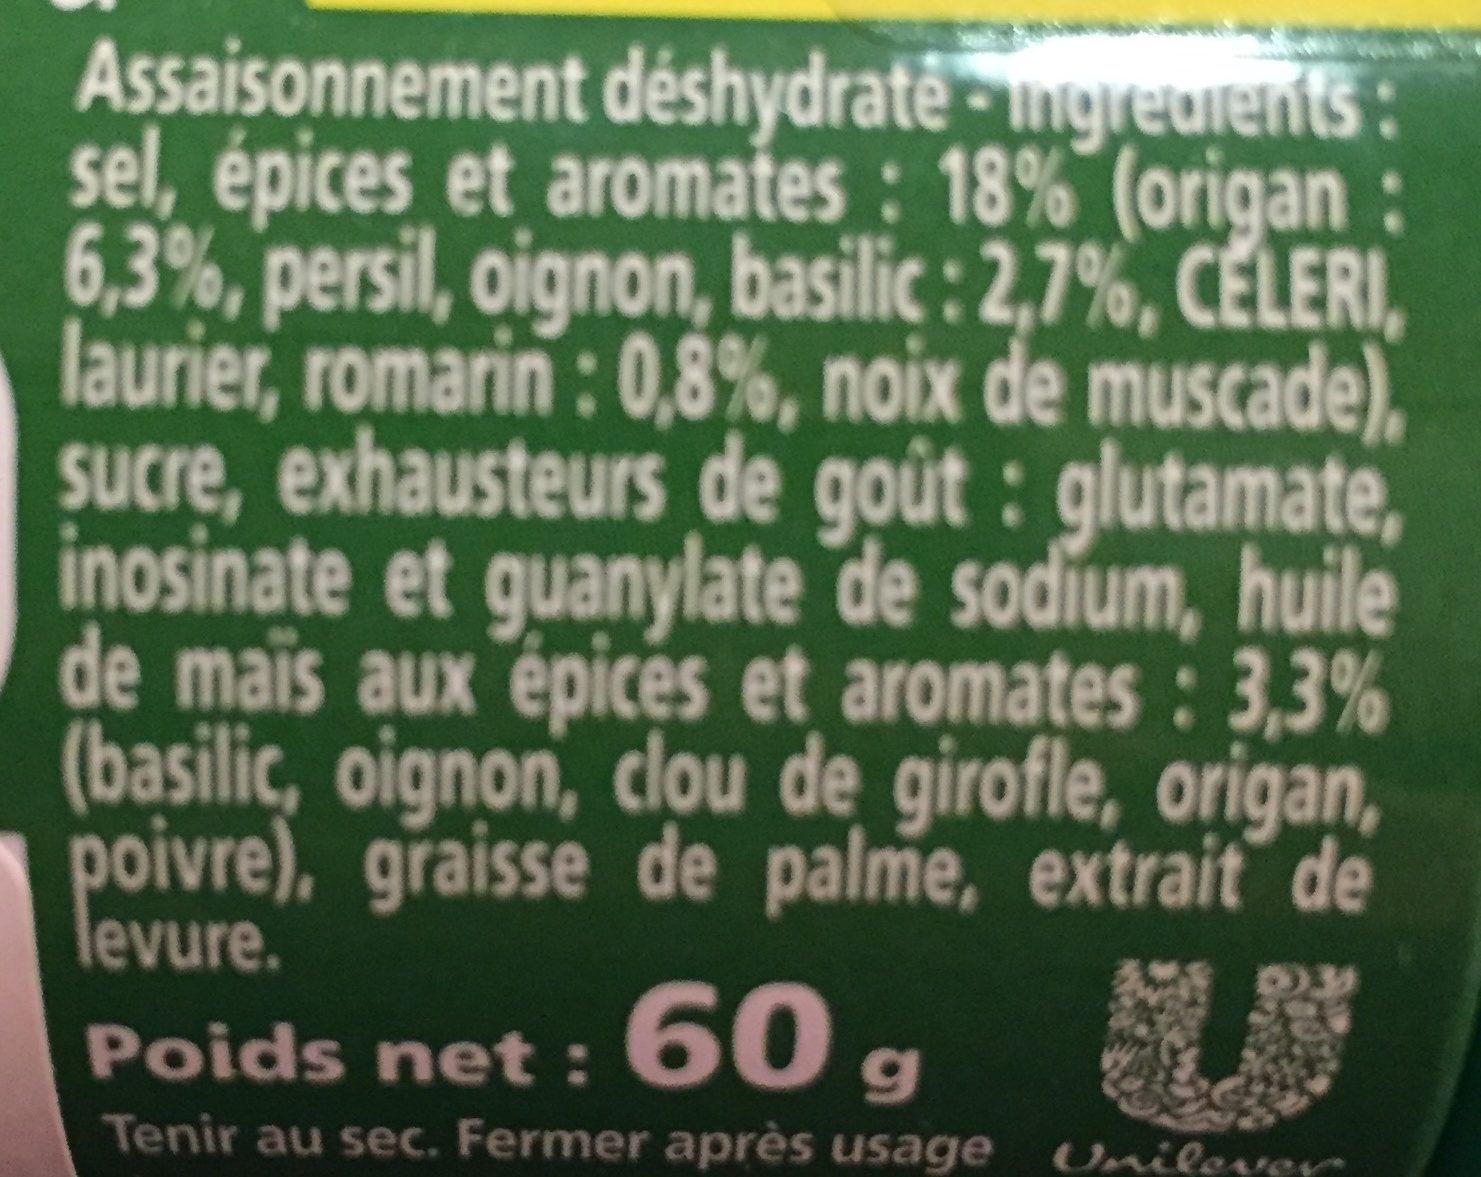 Assaisonnement déshydraté - Ingrédients :
sel, épices et aromates : 18% (origan :
6,3%, persil, oignon, basilic : 2,7%, CÉLERI,
laurier, romarin : 0,8%, noix de muscade),
sucre, exhausteurs de goût : glutamate,
inosinate et guanylate de sodium, huile
de maïs aux épices et aromates : 3,3%
(basilic, oignon, clou de girofle, origan,
poivre), graisse de palme, extrait de
levure.
Poids net : 60 g
Tenir au sec. Fermer après usage
Unilever